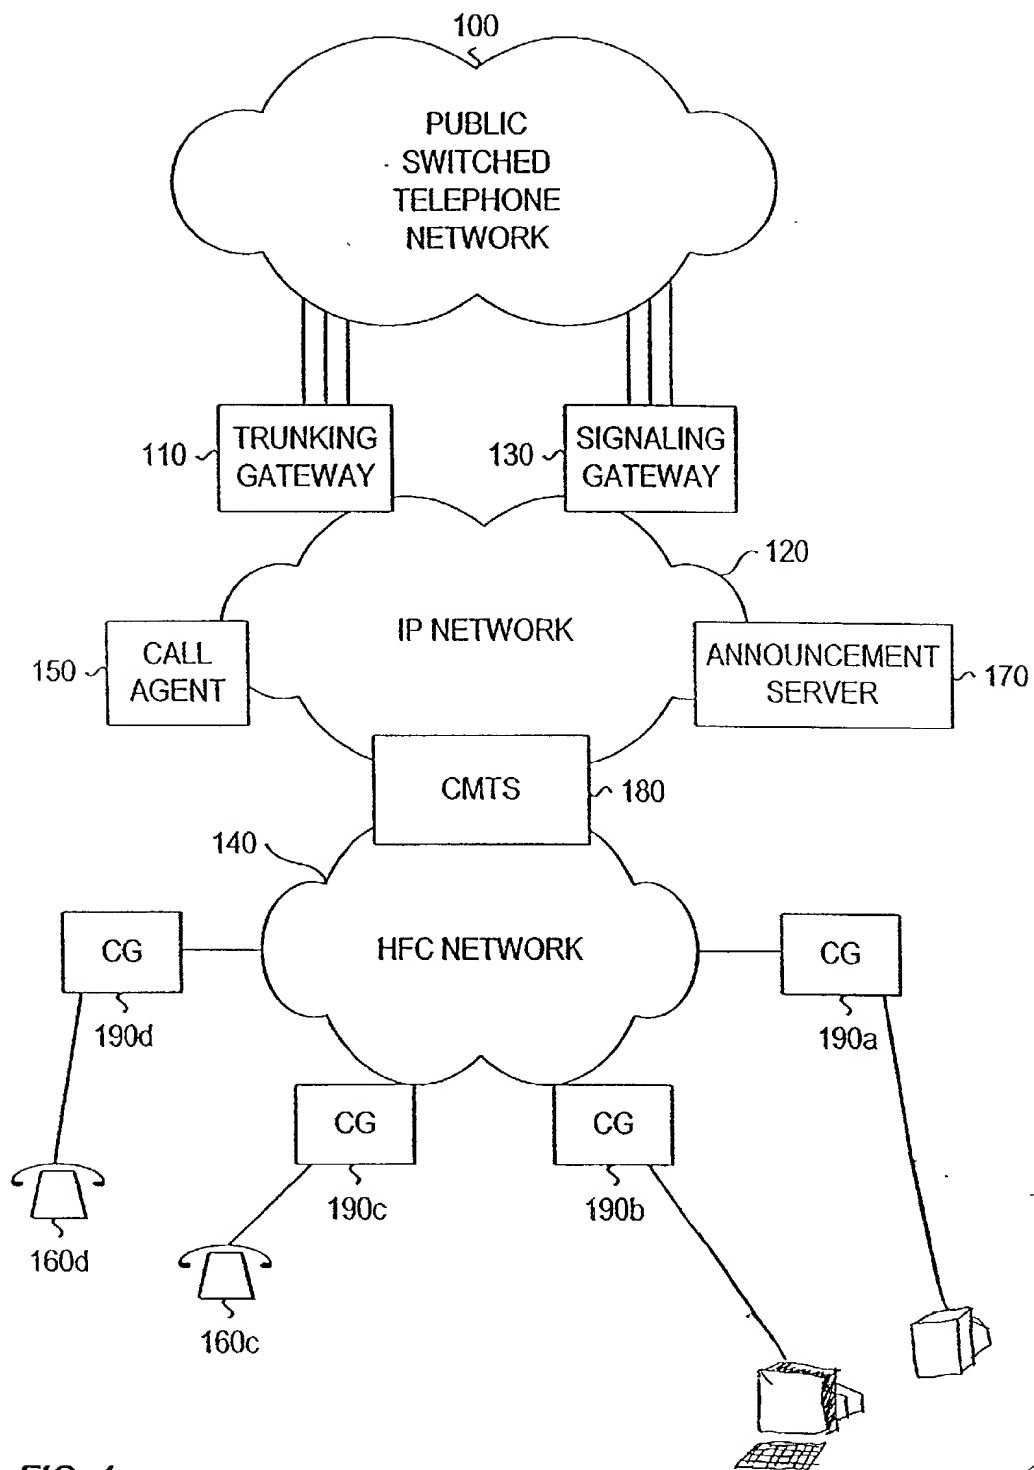 100
PUBLIC
SWITCHED
TELEPHONE
NETWORK
110
TRUNKING
GATEWAY
130
SIGNALING
GATEWAY
120
IP NETWORK
150
CALL
AGENT
ANNOUNCEMENT
SERVER
170
CMTS
180
140
HFC NETWORK
CG
190d
CG
190a
CG
190c
CG
190b
160d
160c